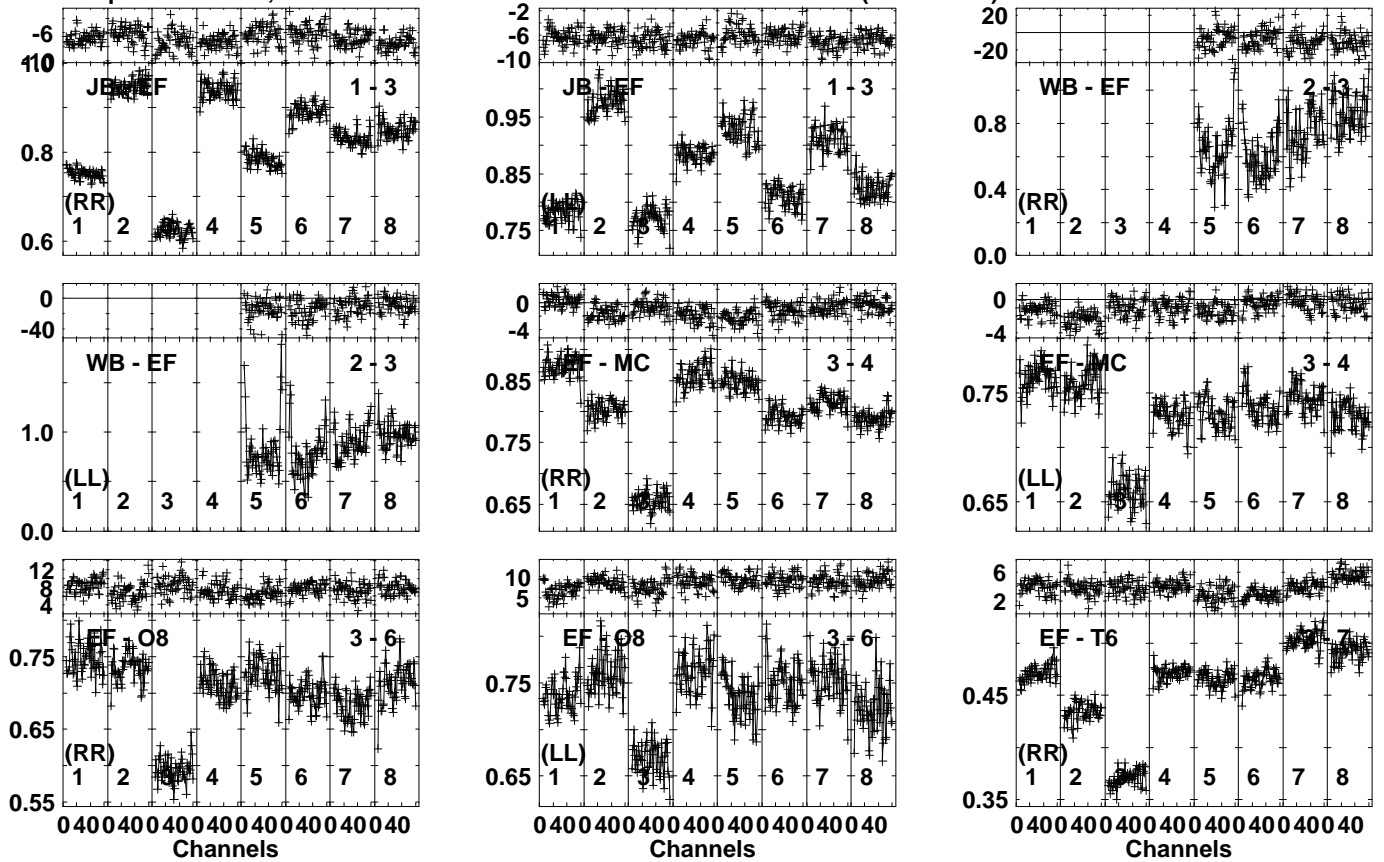 -6
-10
10
JB - EF 1 - 3
0.8
(RR)
1 2 3 4 5 6 7 8
0.6
-2
-6
-10
JB - EF 1 - 3
0.95
0.85
(LL)
1 2 3 4 5 6 7 8
0.75
20
-20
WB - EF 2 - 3
0.8
0.4
(RR)
1 2 3 4 5 6 7 8
0.0
0
-40
WB - EF 2 - 3
1.0
(LL)
1 2 3 4 5 6 7 8
0.0
0
-4
EF - MC 3 - 4
0.85
0.75
(RR)
1 2 3 4 5 6 7 8
0.65
0
-4
EF - MC 3 - 4
0.75
(LL)
1 2 3 4 5 6 7 8
0.65
12
8
4
EF - O8 3 - 6
0.75
0.65
(RR)
1 2 3 4 5 6 7 8
0.55
0 40 0 40 0 40 0 40 0 40 0 40 0 40 0 40
Channels
10
5
EF - O8 3 - 6
0.75
(LL)
1 2 3 4 5 6 7 8
0.65
0 40 0 40 0 40 0 40 0 40 0 40 0 40 0 40
Channels
6
2
EF - T6 3 - 7
0.45
(RR)
1 2 3 4 5 6 7 8
0.35
0 40 0 40 0 40 0 40 0 40 0 40 0 40 0 40
Channels